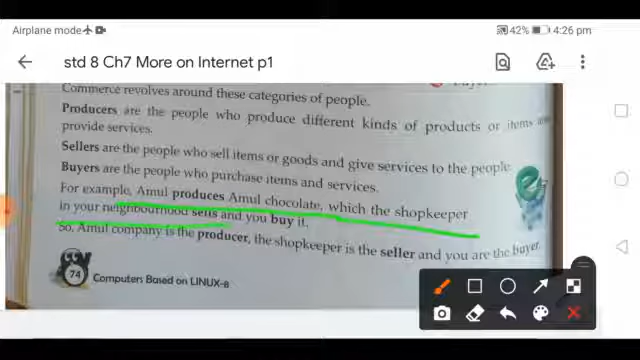 Airplane mode 42% 4:26 pm
std 8 Ch7 More on Internet p1
Commerce revolves around these categories of people.
Producers are the people who produce different kinds of products or items and
provide services.
Sellers are the people who sell items or goods and give services to the people.
Buyers are the people who purchase items and services.
For example, Amul produces Amul chocolate, which the shopkeeper
in your neighbourhood sells and you buy it.
So, Amul company is the producer, the shopkeeper is the seller and you are the buyer.
74 Computers Based on LINUX-8